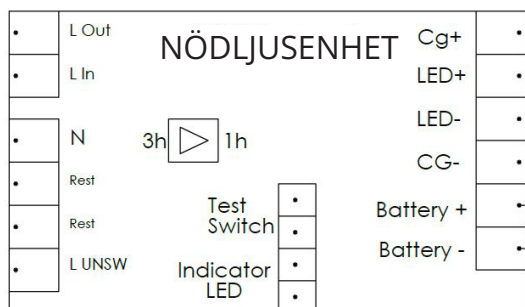 L Out
L In
N
Rest
Rest
L UNSW
NÖDLJUSENHET
3h
1h
Test
Switch
Indicator
LED
Cg+
LED+
LED-
CG-
Battery +
Battery -